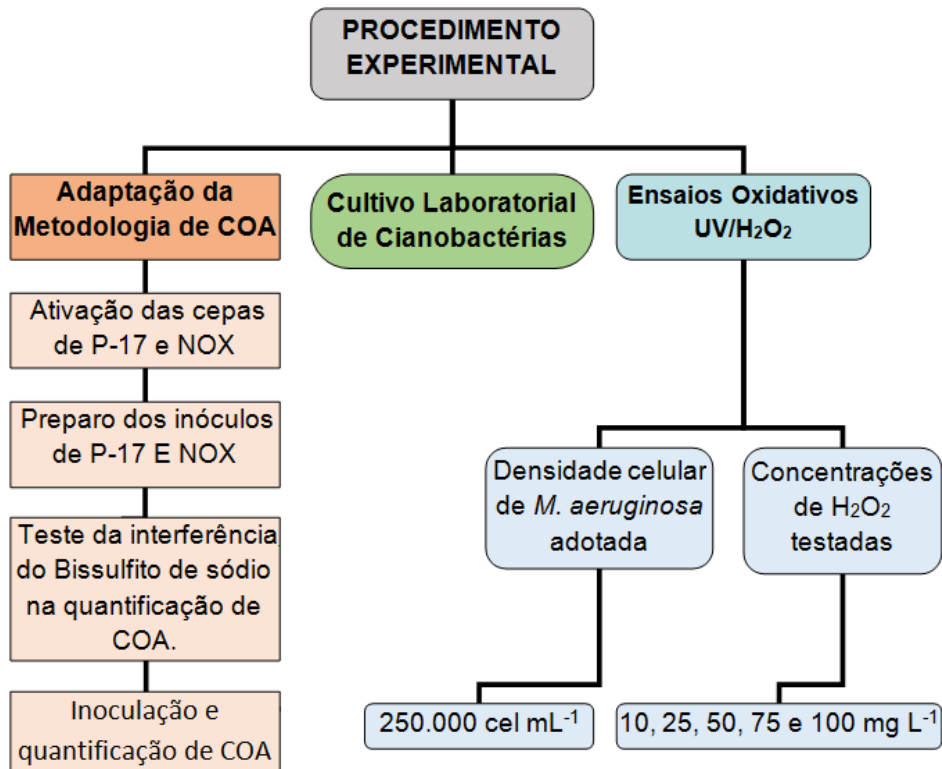 PROCEDIMENTO
EXPERIMENTAL
Adaptação da
Metodologia de COA
Ativação das cepas
de P-17 e NOX
Preparo dos inóculos
de P-17 E NOX
Teste da interferência
do Bissulfito de sódio
na quantificação de
COA.
Inoculação e
quantificação de COA
Cultivo Laboratorial
de Cianobactérias
Ensaios Oxidativos
UV/H₂O₂
Densidade celular
de M. aeruginosa
adotada
250.000 cel mL⁻¹
Concentrações
de H₂O₂
testadas
10, 25, 50, 75 e 100 mg L⁻¹